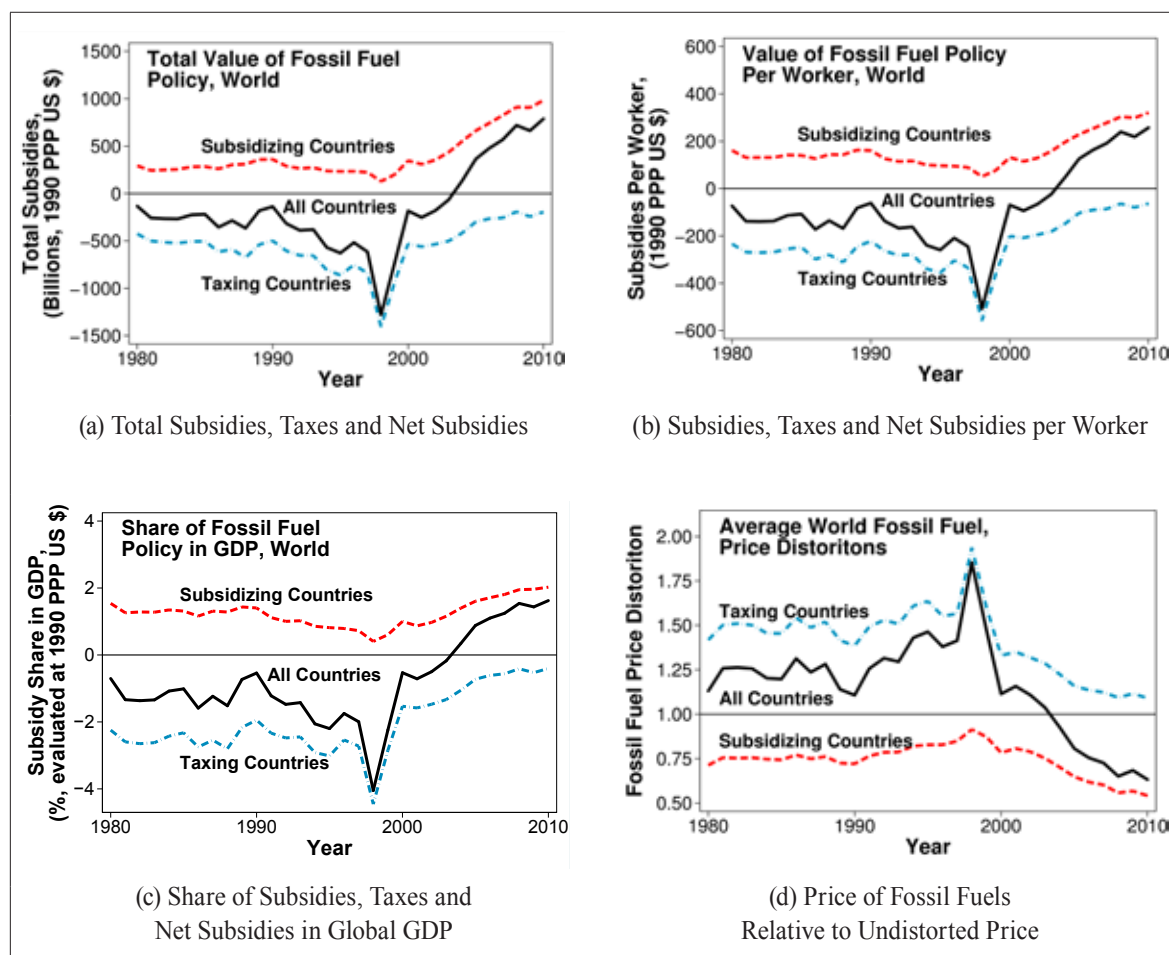 Total Value of Fossil Fuel
Policy, World
Total Subsidies,
(Billions, 1990 PPP US $)
1500
1000
500
0
−500
−1000
−1500
Subsidizing Countries
All Countries
Taxing Countries
1980
1990
2000
2010
Year
(a) Total Subsidies, Taxes and Net Subsidies
Value of Fossil Fuel Policy
Per Worker, World
Subsidies Per Worker,
(1990 PPP US $)
600
400
200
0
−200
−400
−600
Subsidizing Countries
All Countries
Taxing Countries
1980
1990
2000
2010
Year
(b) Subsidies, Taxes and Net Subsidies per Worker
Share of Fossil Fuel
Policy in GDP, World
Subsidy Share in GDP,
(%, evaluated at 1990 PPP US $)
4
2
0
−2
−4
Subsidizing Countries
All Countries
Taxing Countries
1980
1990
2000
2010
Year
(c) Share of Subsidies, Taxes and
Net Subsidies in Global GDP
Average World Fossil Fuel,
Price Distoritons
Fossil Fuel Price Distoriton
2.00
1.75
1.50
1.25
1.00
0.75
0.50
Taxing Countries
All Countries
Subsidizing Countries
1980
1990
2000
2010
Year
(d) Price of Fossil Fuels
Relative to Undistorted Price